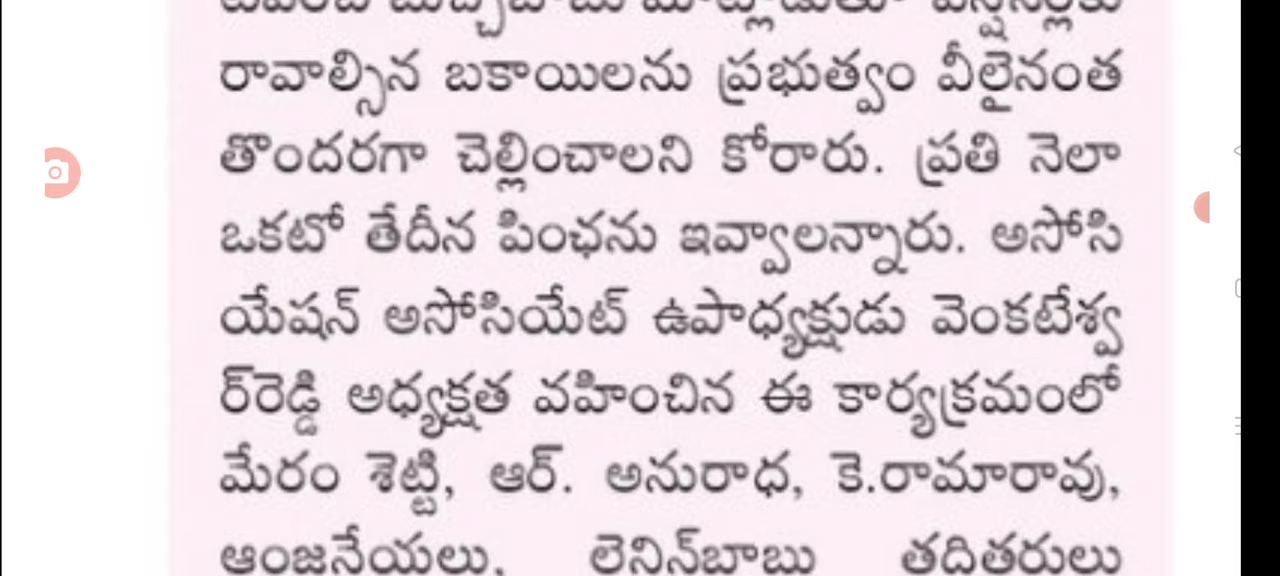 రావాల్సిన బకాయిలను ప్రభుత్వం వీలైనంత
తొందరగా చెల్లించాలని కోరారు. ప్రతి నెలా
ఒకటో తేదీన పింఛను ఇవ్వాలన్నారు. అసోసి
యేషన్ అసోసియేట్ ఉపాధ్యక్షుడు వెంకటేశ్వ
ర్‌రెడ్డి అధ్యక్షత వహించిన ఈ కార్యక్రమంలో
మేరం శెట్టి, ఆర్. అనురాధ, కె.రామారావు,
ఆంజనేయలు, లెనిన్‌బాబు తదితరులు